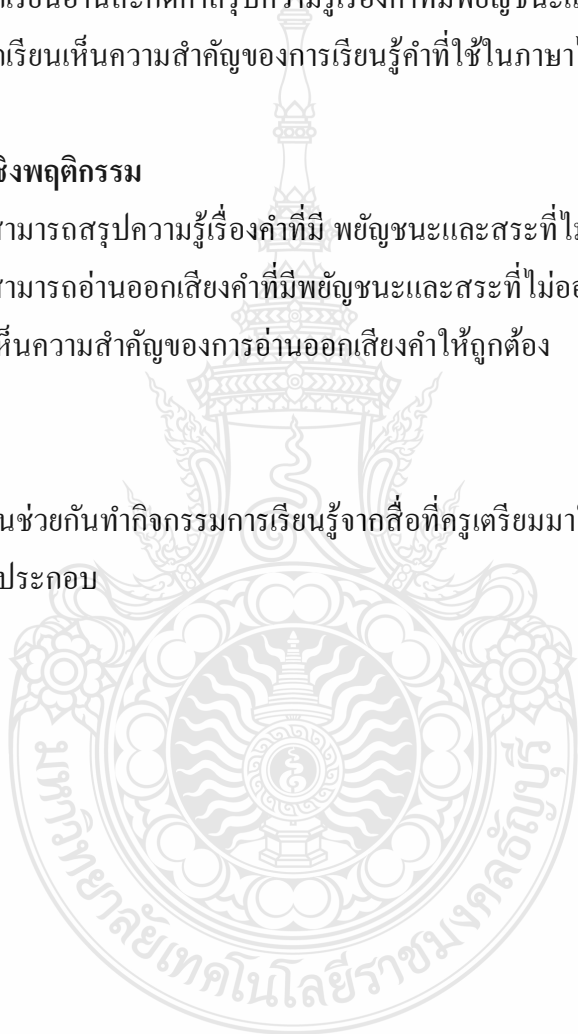 เรียนอ่านสะกดคำสรุปความรู้เรื่องคำที่มีพยัญชนะแ
เรียนเห็นความสำคัญของการเรียนรู้คำที่ใช้ในภาษาไ
ชิงพฤติกรรม
สามารถสรุปความรู้เรื่องคำที่มี พยัญชนะและสระที่ไม
สามารถอ่านออกเสียงคำที่มีพยัญชนะและสระที่ไม่ออ
ห็นความสำคัญของการอ่านออกเสียงคำให้ถูกต้อง
นช่วยกันทำกิจกรรมการเรียนรู้จากสื่อที่ครูเตรียมมาใ
ประกอบ
มหาวิทยาลัยเทคโนโลยีราชมงคลธัญบุรี